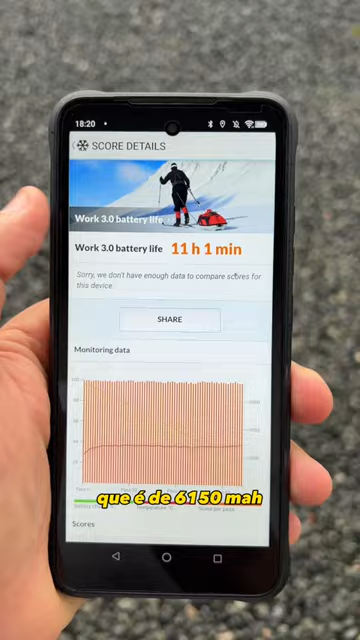 18:20
SCORE DETAILS
Work 3.0 battery life
Work 3.0 battery life 11 h 1 min
Sorry, we don't have enough data to compare scores for
this device.
SHARE
Monitoring data
que é de 6150 mah
Temperature °C
Scores